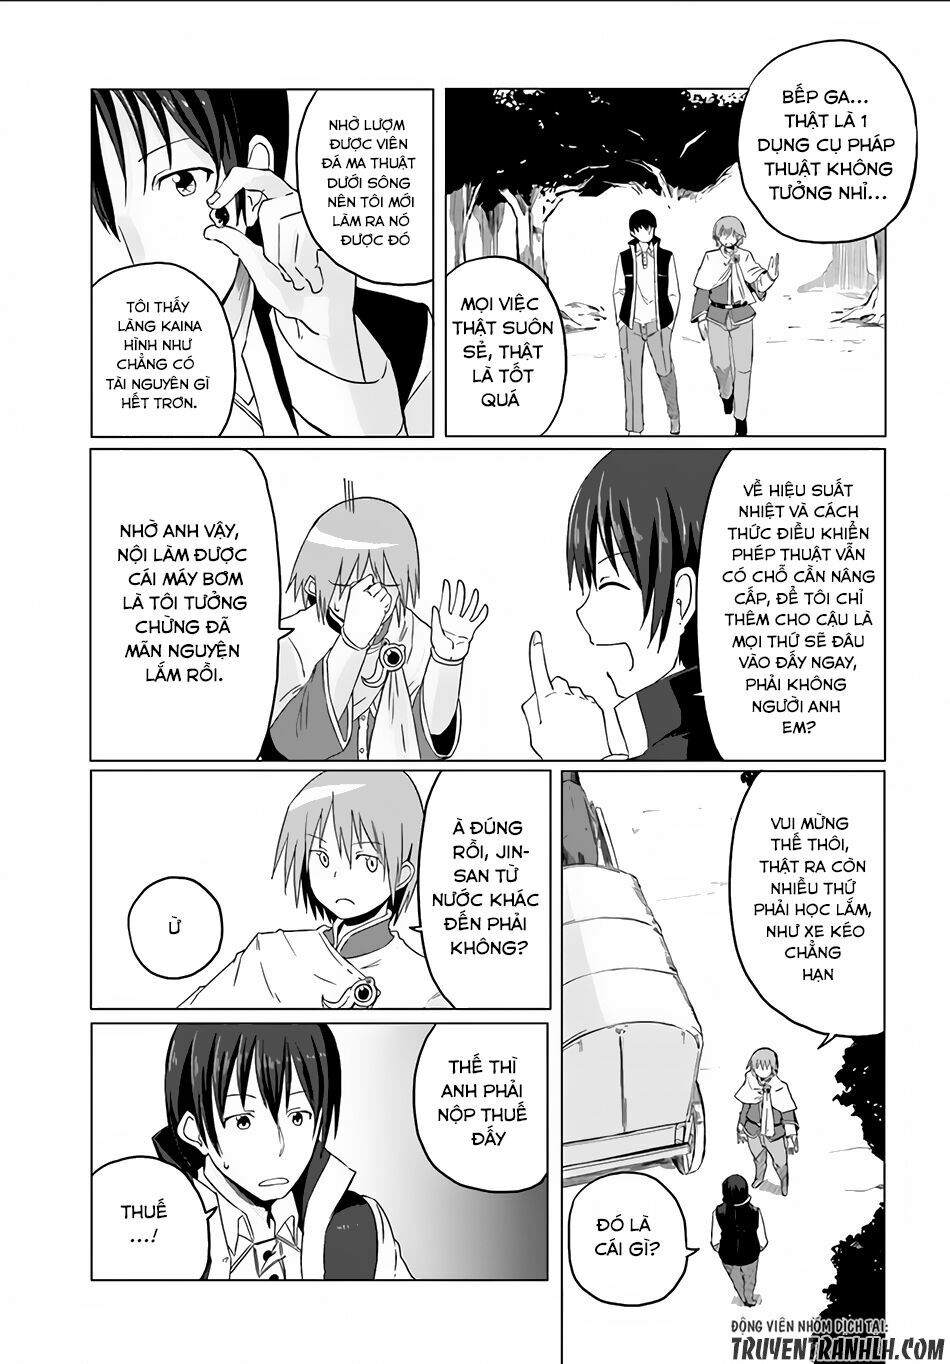 BẾP GA...
THẬT LÀ 1
DỤNG CỤ PHÁP
THUẬT KHÔNG
TƯỞNG NHỈ...
MỌI VIỆC
THẬT SUÔN
SẺ, THẬT
LÀ TỐT
QUÁ
NHỜ LƯỢM
ĐƯỢC VIÊN
ĐÁ MA THUẬT
DƯỚI SÔNG
NÊN TÔI MỚI
LÀM RA NÓ
ĐƯỢC ĐÓ
TÔI THẤY
LÀNG KAINA
HÌNH NHƯ
CHẲNG CÓ
TÀI NGUYÊN GÌ
HẾT TRƠN.
VỀ HIỆU SUẤT
NHIỆT VÀ CÁCH
THỨC ĐIỀU KHIỂN
PHÉP THUẬT VẪN
CÓ CHỖ CẦN NÂNG
CẤP, ĐỂ TÔI CHỈ
THÊM CHO CẬU LÀ
MỌI THỨ SẼ ĐÂU
VÀO ĐẤY NGAY,
PHẢI KHÔNG
NGƯỜI ANH
EM?
NHỜ ANH VẬY,
NỘI LÀM ĐƯỢC
CÁI MÁY BƠM
LÀ TÔI TƯỞNG
CHỪNG ĐÃ
MÃN NGUYỆN
LẮM RỒI.
VUI MỪNG
THẾ THÔI,
THẬT RA CÒN
NHIỀU THỨ
PHẢI HỌC LẮM,
NHƯ XE KÉO
CHẲNG
HẠN
ĐÓ LÀ
CÁI GÌ?
À ĐÚNG
RỒI, JIN-
SAN TỪ
NƯỚC KHÁC
ĐẾN PHẢI
KHÔNG?
Ừ
THẾ THÌ
ANH PHẢI
NỘP THUẾ
ĐẤY
THUẾ
....!
ĐỘNG VIÊN NHÓM DỊCH TẠI:
TRUYENTRANHLH.COM